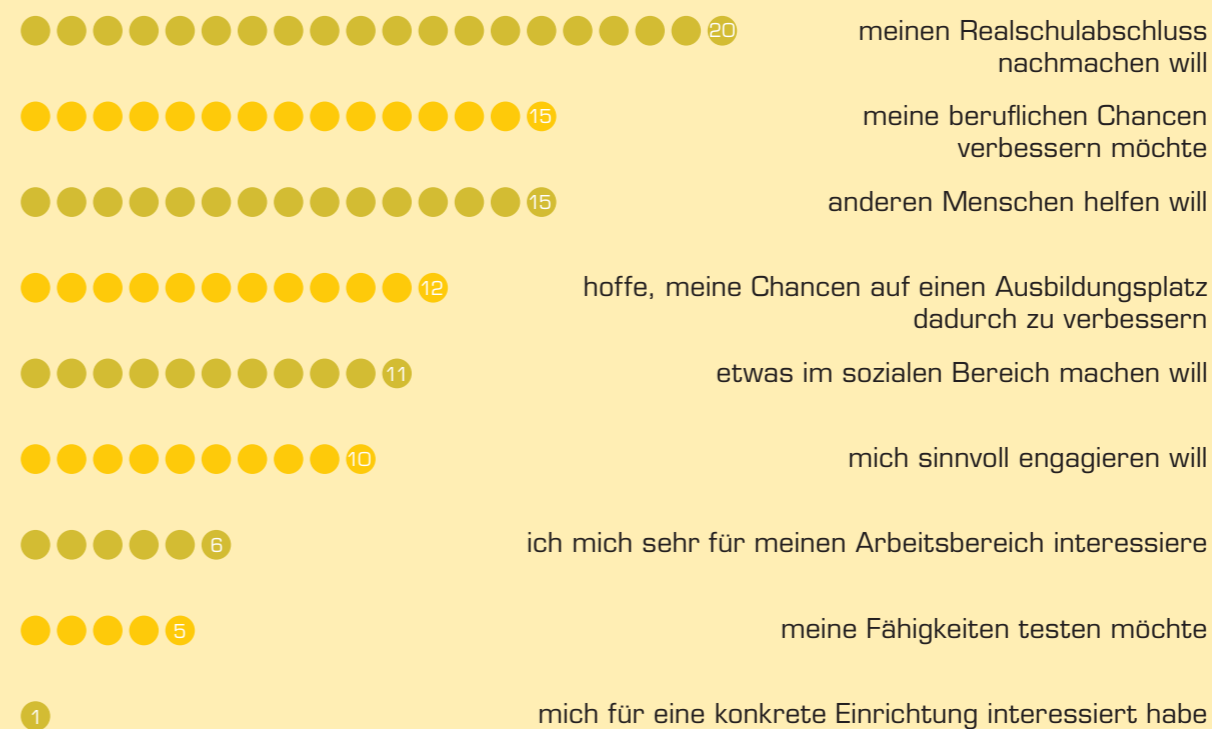 20 meinen Realschulabschluss
nachmachen will
15 meine beruflichen Chancen
verbessern möchte
15 anderen Menschen helfen will
12 hoffe, meine Chancen auf einen Ausbildungsplatz
dadurch zu verbessern
11 etwas im sozialen Bereich machen will
10 mich sinnvoll engagieren will
6 ich mich sehr für meinen Arbeitsbereich interessiere
5 meine Fähigkeiten testen möchte
1 mich für eine konkrete Einrichtung interessiert habe